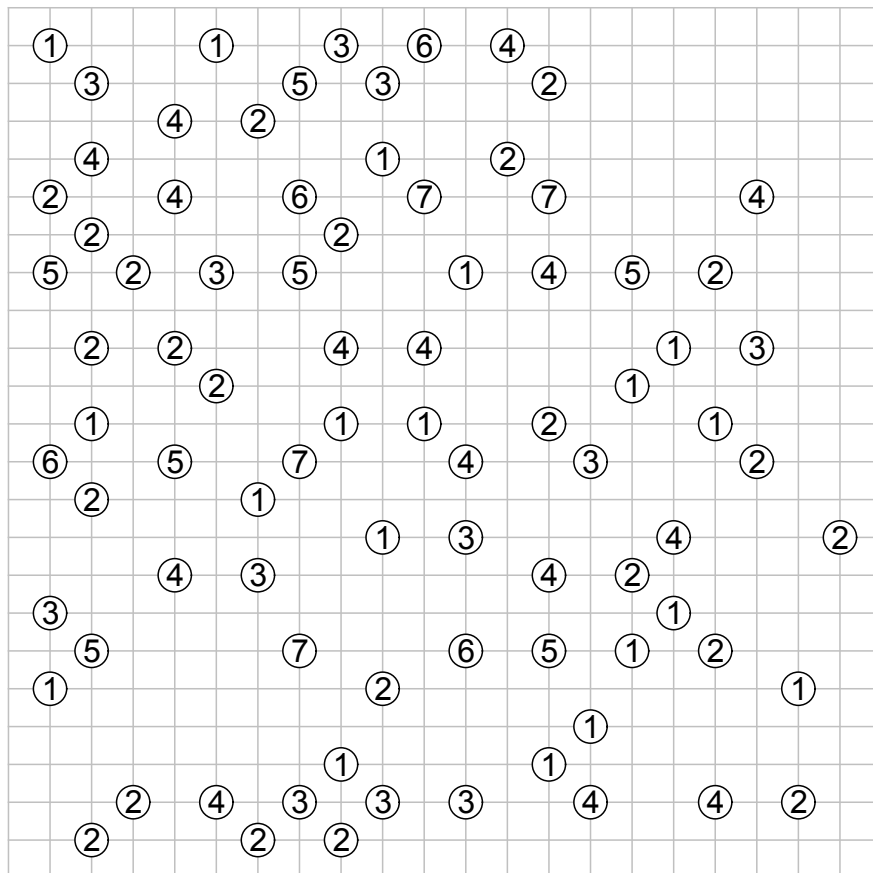 1 1 3 6 4
3 5 3 2
4 2
4 1 2
2 4 6 7 7 4
2 2
5 2 3 5 1 4 5 2
2 2 4 4 1 3
2 1
1 1 1 2 1
6 5 7 4 3 2
2 1
1 3 4 2
4 3 4 2
3 1
5 7 6 5 1 2
1 2 1
1
1 1
2 4 3 3 3 4 4 2
2 2 2